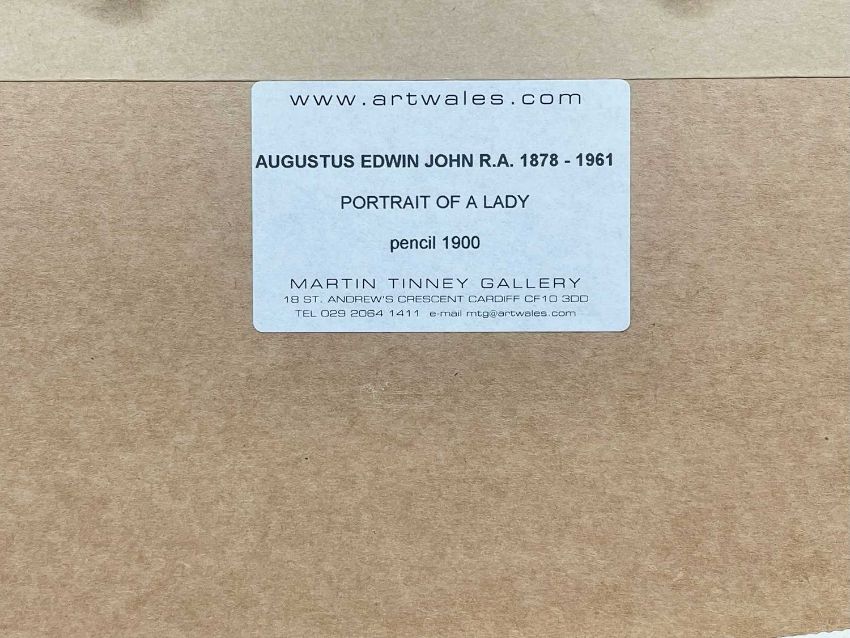 www.artwales.com
AUGUSTUS EDWIN JOHN R.A. 1878 - 1961
PORTRAIT OF A LADY
pencil 1900
MARTIN TINNEY GALLERY
18 ST. ANDREW'S CRESCENT CARDIFF CF10 3DD
TEL 029 2064 1411 e-mail mtg@artwales.com